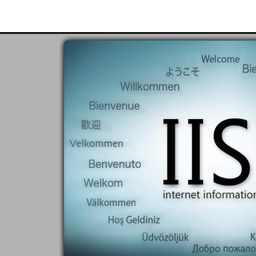 Welcome
ようこそ
Bie
Willkommen
Bienvenue
歡迎
Velkommen
Benvenuto
Welkom
Välkommen
Hoş Geldiniz
Üdvözöljük
K
Добро пожало
IIS
internet information